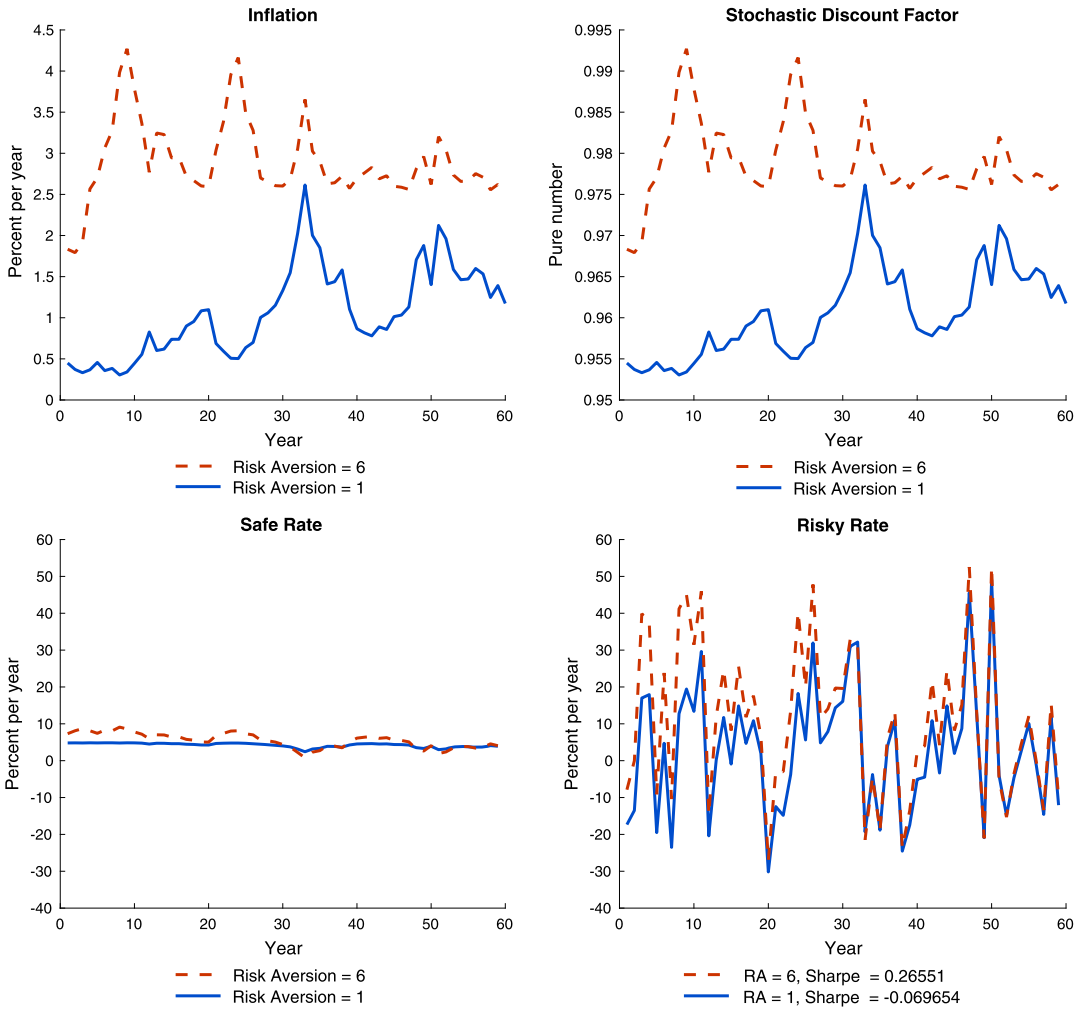 Inflation
Percent per year
4.5
4
3.5
3
2.5
2
1.5
1
0.5
0
0 10 20 30 40 50 60
Year
Risk Aversion = 6
Risk Aversion = 1
Stochastic Discount Factor
Pure number
0.995
0.99
0.985
0.98
0.975
0.97
0.965
0.96
0.955
0.95
0 10 20 30 40 50 60
Year
Risk Aversion = 6
Risk Aversion = 1
Safe Rate
Percent per year
60
50
40
30
20
10
0
-10
-20
-30
-40
0 10 20 30 40 50 60
Year
Risk Aversion = 6
Risk Aversion = 1
Risky Rate
Percent per year
60
50
40
30
20
10
0
-10
-20
-30
-40
0 10 20 30 40 50 60
Year
RA = 6, Sharpe = 0.26551
RA = 1, Sharpe = -0.069654